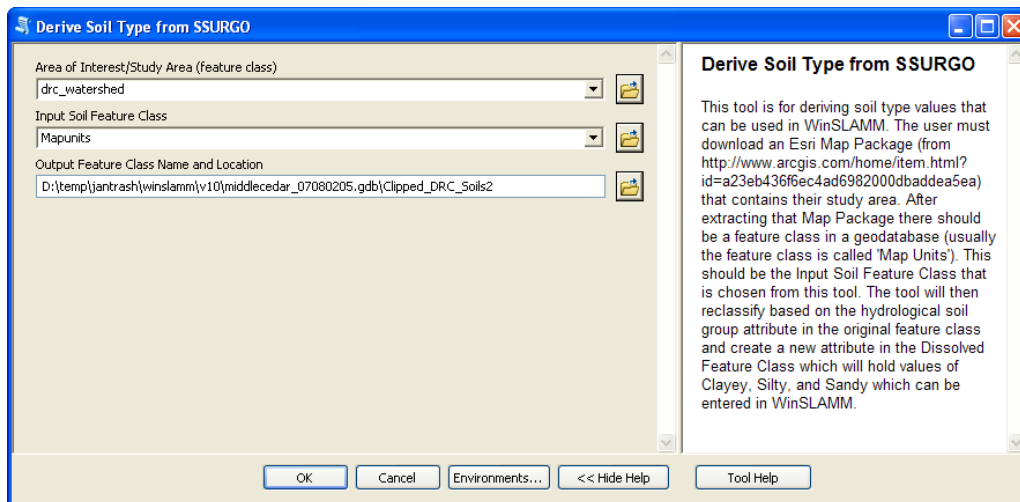 Derive Soil Type from SSURGO
Area of Interest/Study Area (feature class)
drc_watershed
Input Soil Feature Class
Mapunits
Output Feature Class Name and Location
D:\temp\jantrash\winslamm\v10\middlecedar_07080205.gdb\Clipped_DRC_Soils2
Derive Soil Type from SSURGO
This tool is for deriving soil type values that
can be used in WinSLAMM. The user must
download an Esri Map Package (from
http://www.arcgis.com/home/item.html?
id=a23eb436f6ec4ad6982000dbaddea5ea)
that contains their study area. After
extracting that Map Package there should
be a feature class in a geodatabase (usually
the feature class is called 'Map Units'). This
should be the Input Soil Feature Class that
is chosen from this tool. The tool will then
reclassify based on the hydrological soil
group attribute in the original feature class
and create a new attribute in the Dissolved
Feature Class which will hold values of
Clayey, Silty, and Sandy which can be
entered in WinSLAMM.
OK
Cancel
Environments...
<< Hide Help
Tool Help